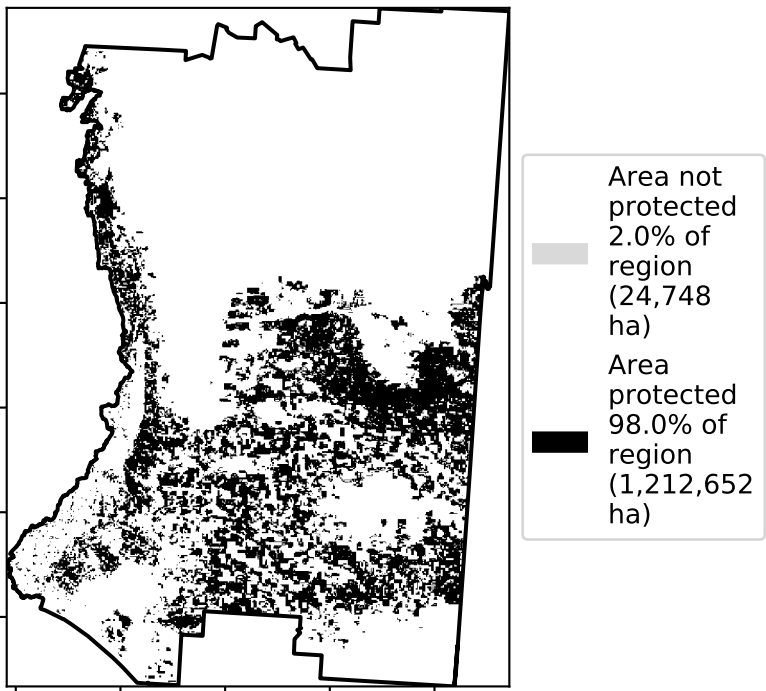 Area not
protected
2.0% of
region
(24,748
ha)
Area
protected
98.0% of
region
(1,212,652
ha)